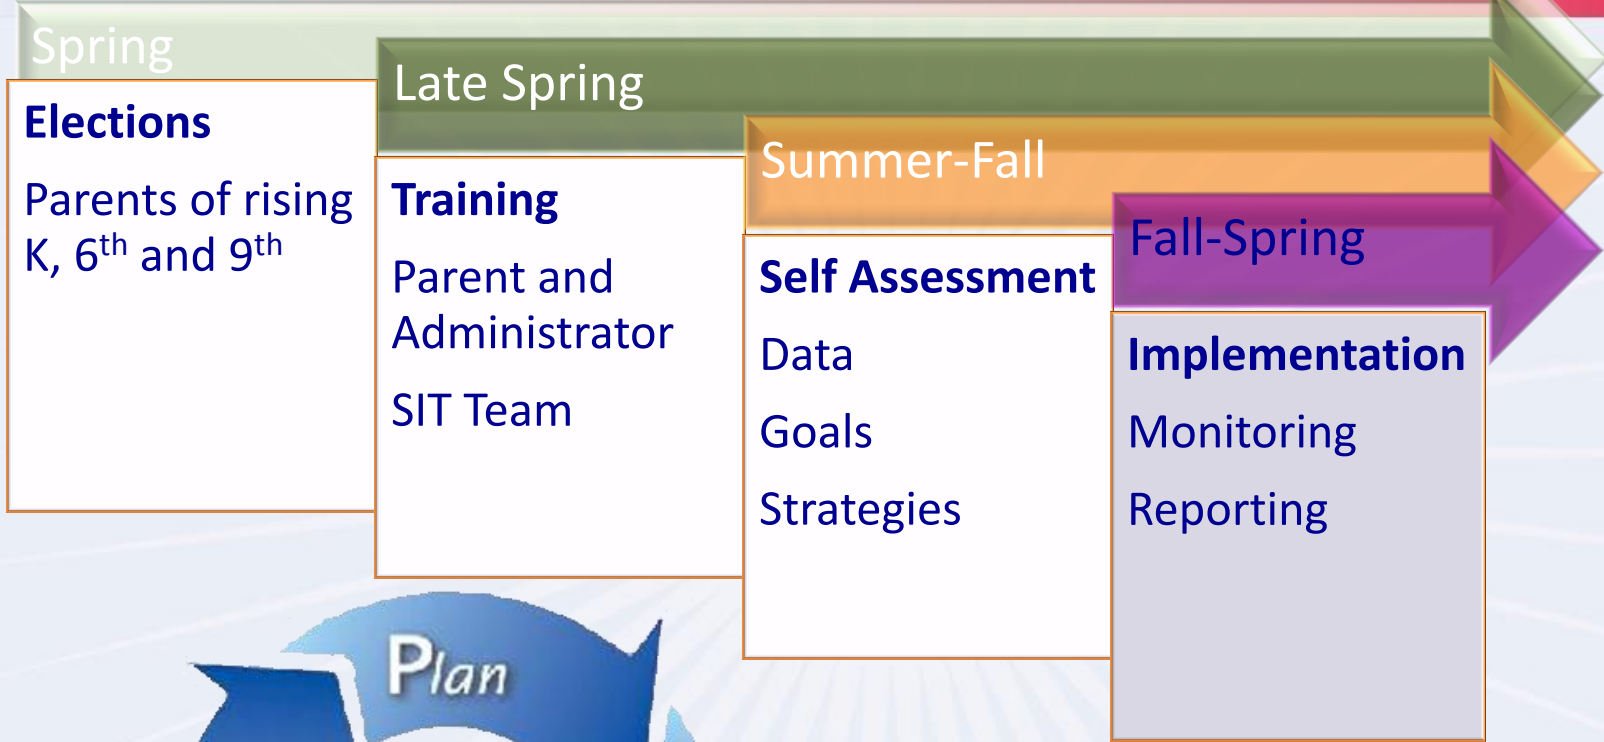 Spring
Elections
Parents of rising
K, 6th and 9th
Late Spring
Training
Parent and
Administrator
SIT Team
Summer-Fall
Self Assessment
Data
Goals
Strategies
Fall-Spring
Implementation
Monitoring
Reporting
Plan